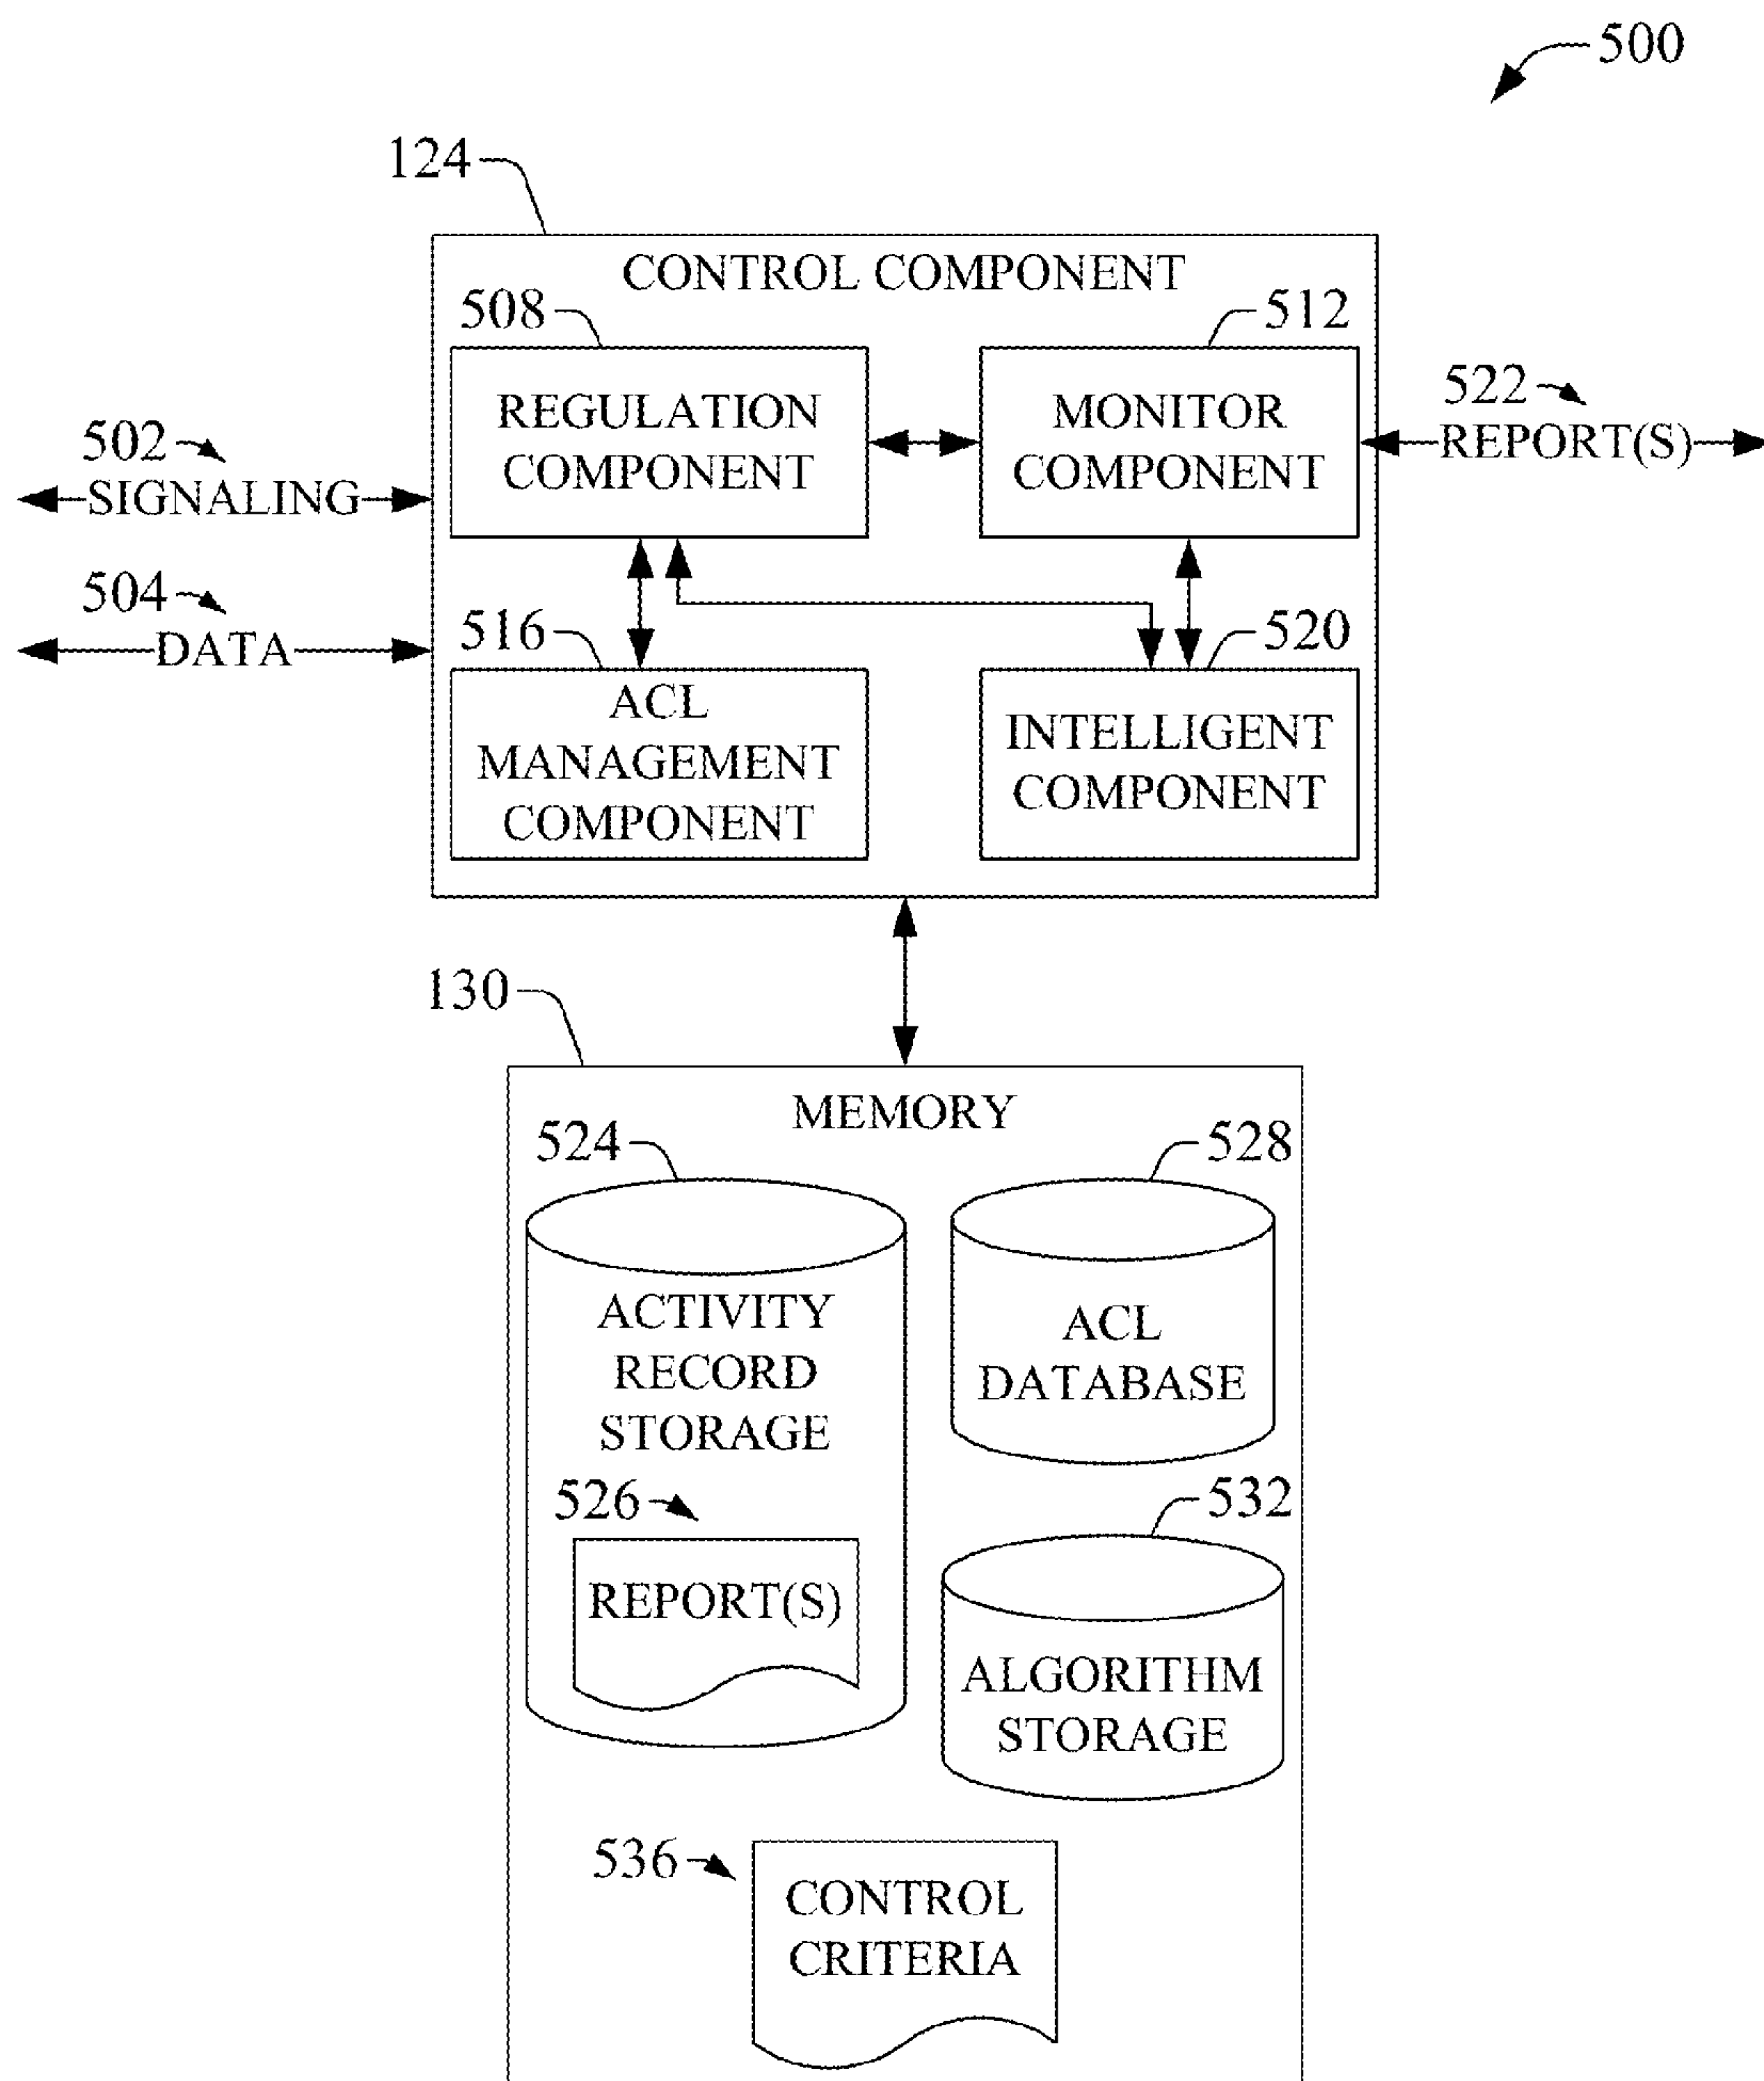 500
124
CONTROL COMPONENT
508
512
REGULATION
COMPONENT
MONITOR
COMPONENT
522
REPORT(S)
502
SIGNALING
504
DATA
516
520
ACL
MANAGEMENT
COMPONENT
INTELLIGENT
COMPONENT
130
MEMORY
524
528
ACTIVITY
RECORD
STORAGE
ACL
DATABASE
526
REPORT(S)
532
ALGORITHM
STORAGE
536
CONTROL
CRITERIA